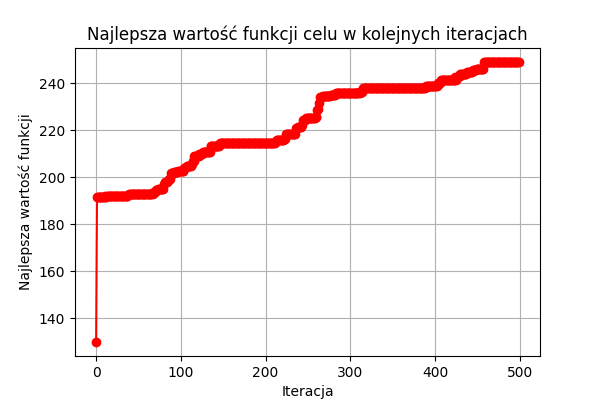 Najlepsza wartość funkcji celu w kolejnych iteracjach
Najlepsza wartość funkcji
240
220
200
180
160
140
0 100 200 300 400 500
Iteracja